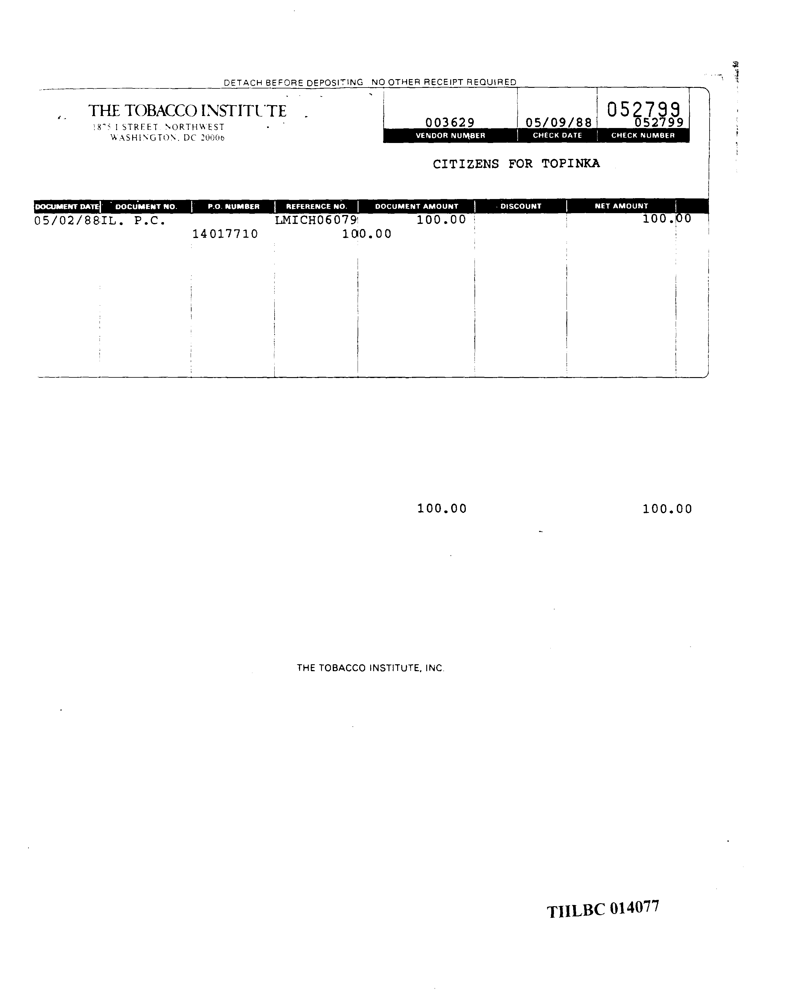 DETACH BEFORE DEPOSITING NO OTHER RECEIPT REQUIRED
THE TOBACCO INSTITUTE
1875 I STREET, NORTHWEST
WASHINGTON, DC 20006
052799
003629 05/09/88 052799
VENDOR NUMBER CHECK DATE CHECK NUMBER
CITIZENS FOR TOPINKA
DOCUMENT DATE DOCUMENT NO. P.O. NUMBER REFERENCE NO. DOCUMENT AMOUNT DISCOUNT NET AMOUNT
05/02/88IL. P.C. LMICH06079 100.00 100.00
14017710 100.00
100.00 100.00
THE TOBACCO INSTITUTE, INC.
TIILBC 014077